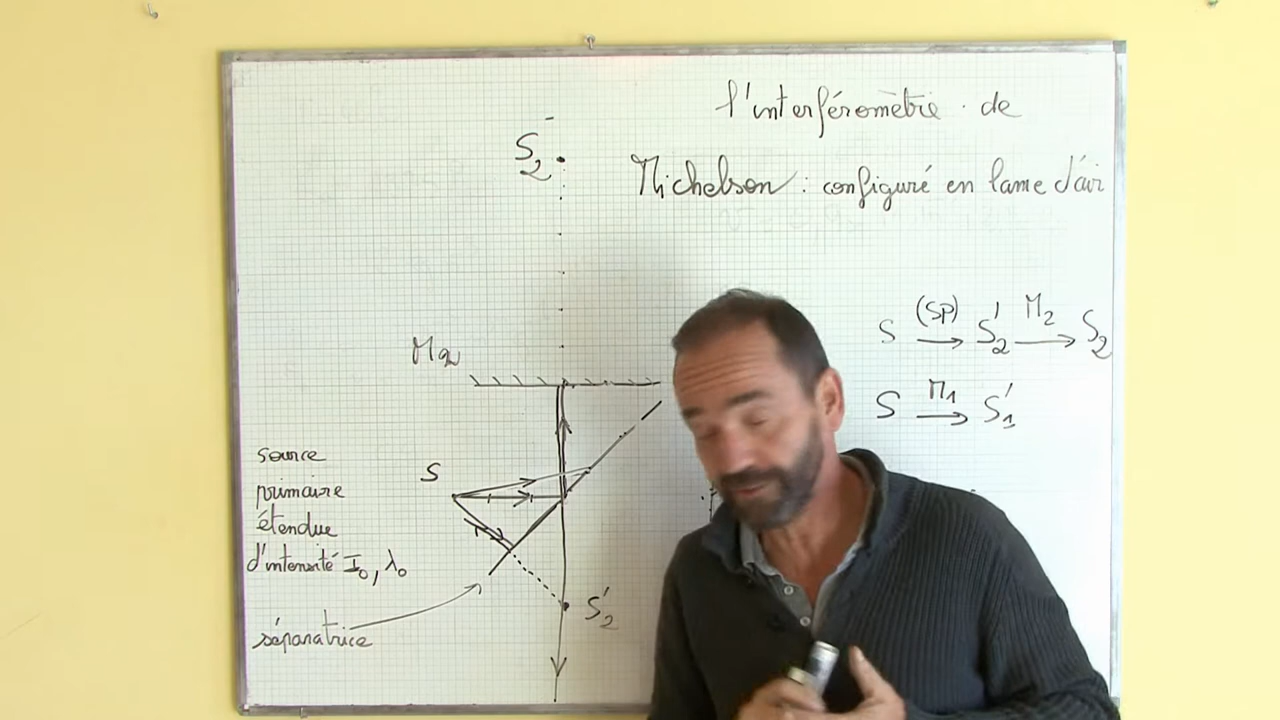 l'interféromètre de
Michelson : configuré en lame d'air
S₂
S (SP)→ S'₂ M₂→ S₂
M₂
S M₁→ S'₁
source
primaire
étendue
d'intensité I₀, λ₀
S
S'₂
séparatrice